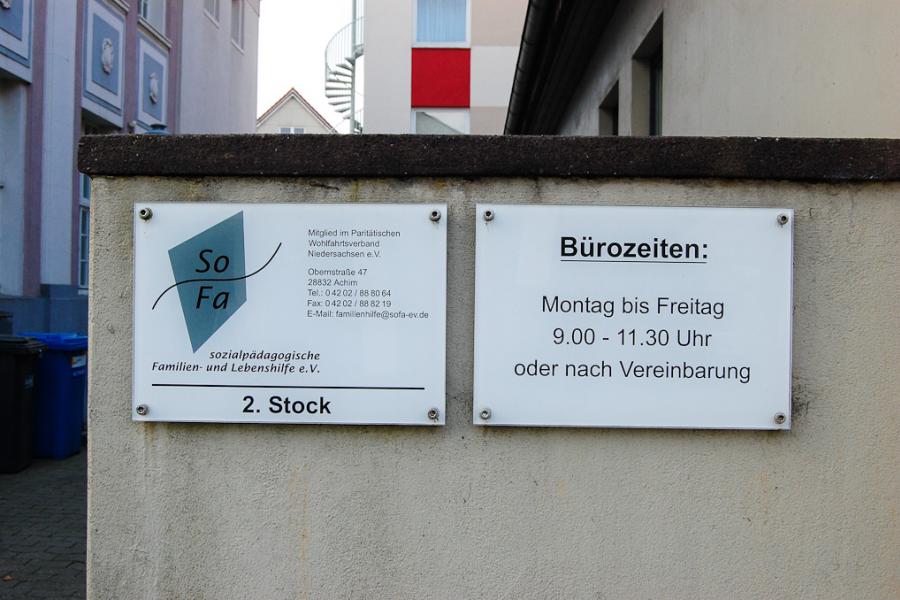 So
Fa
Mitglied im Paritätischen
Wohlfahrtsverband
Niedersachsen e.V.
Obernstraße 47
28832 Achim
Tel.: 0 42 02 / 88 80 64
Fax: 0 42 02 / 88 82 19
E-Mail: familienhilfe@sofa-ev.de
sozialpädagogische
Familien- und Lebenshilfe e.V.
2. Stock
Bürozeiten:
Montag bis Freitag
9.00 - 11.30 Uhr
oder nach Vereinbarung